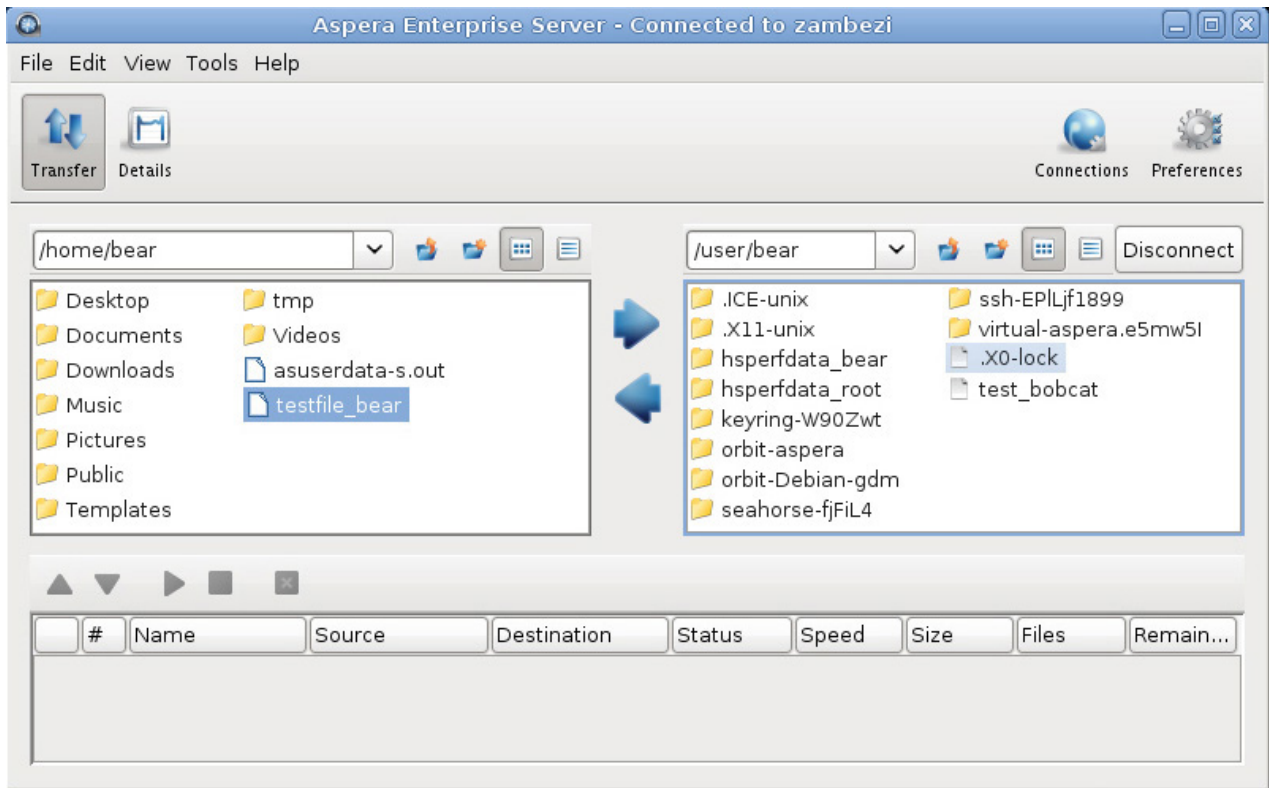 Aspera Enterprise Server - Connected to zambezi
File Edit View Tools Help
Transfer Details Connections Preferences
/home/bear
/user/bear Disconnect
Desktop
Documents
Downloads
Music
Pictures
Public
Templates
tmp
Videos
asuserdata-s.out
testfile_bear
.ICE-unix
.X11-unix
hsperfdata_bear
hsperfdata_root
keyring-W90Zwt
orbit-aspera
orbit-Debian-gdm
seahorse-fjFiL4
ssh-EPlLjf1899
virtual-aspera.e5mw5I
.X0-lock
test_bobcat
# Name Source Destination Status Speed Size Files Remain...